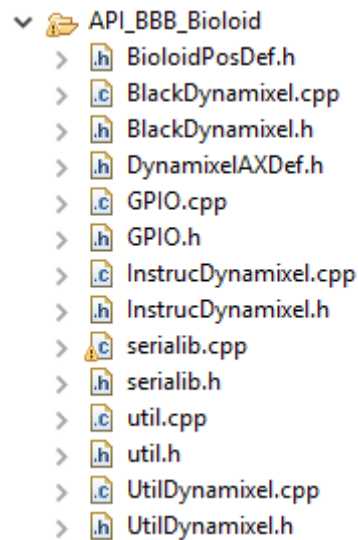 API_BBB_Bioloid
BioloidPosDef.h
BlackDynamixel.cpp
BlackDynamixel.h
DynamixelAXDef.h
GPIO.cpp
GPIO.h
InstrucDynamixel.cpp
InstrucDynamixel.h
serialib.cpp
serialib.h
util.cpp
util.h
UtilDynamixel.cpp
UtilDynamixel.h